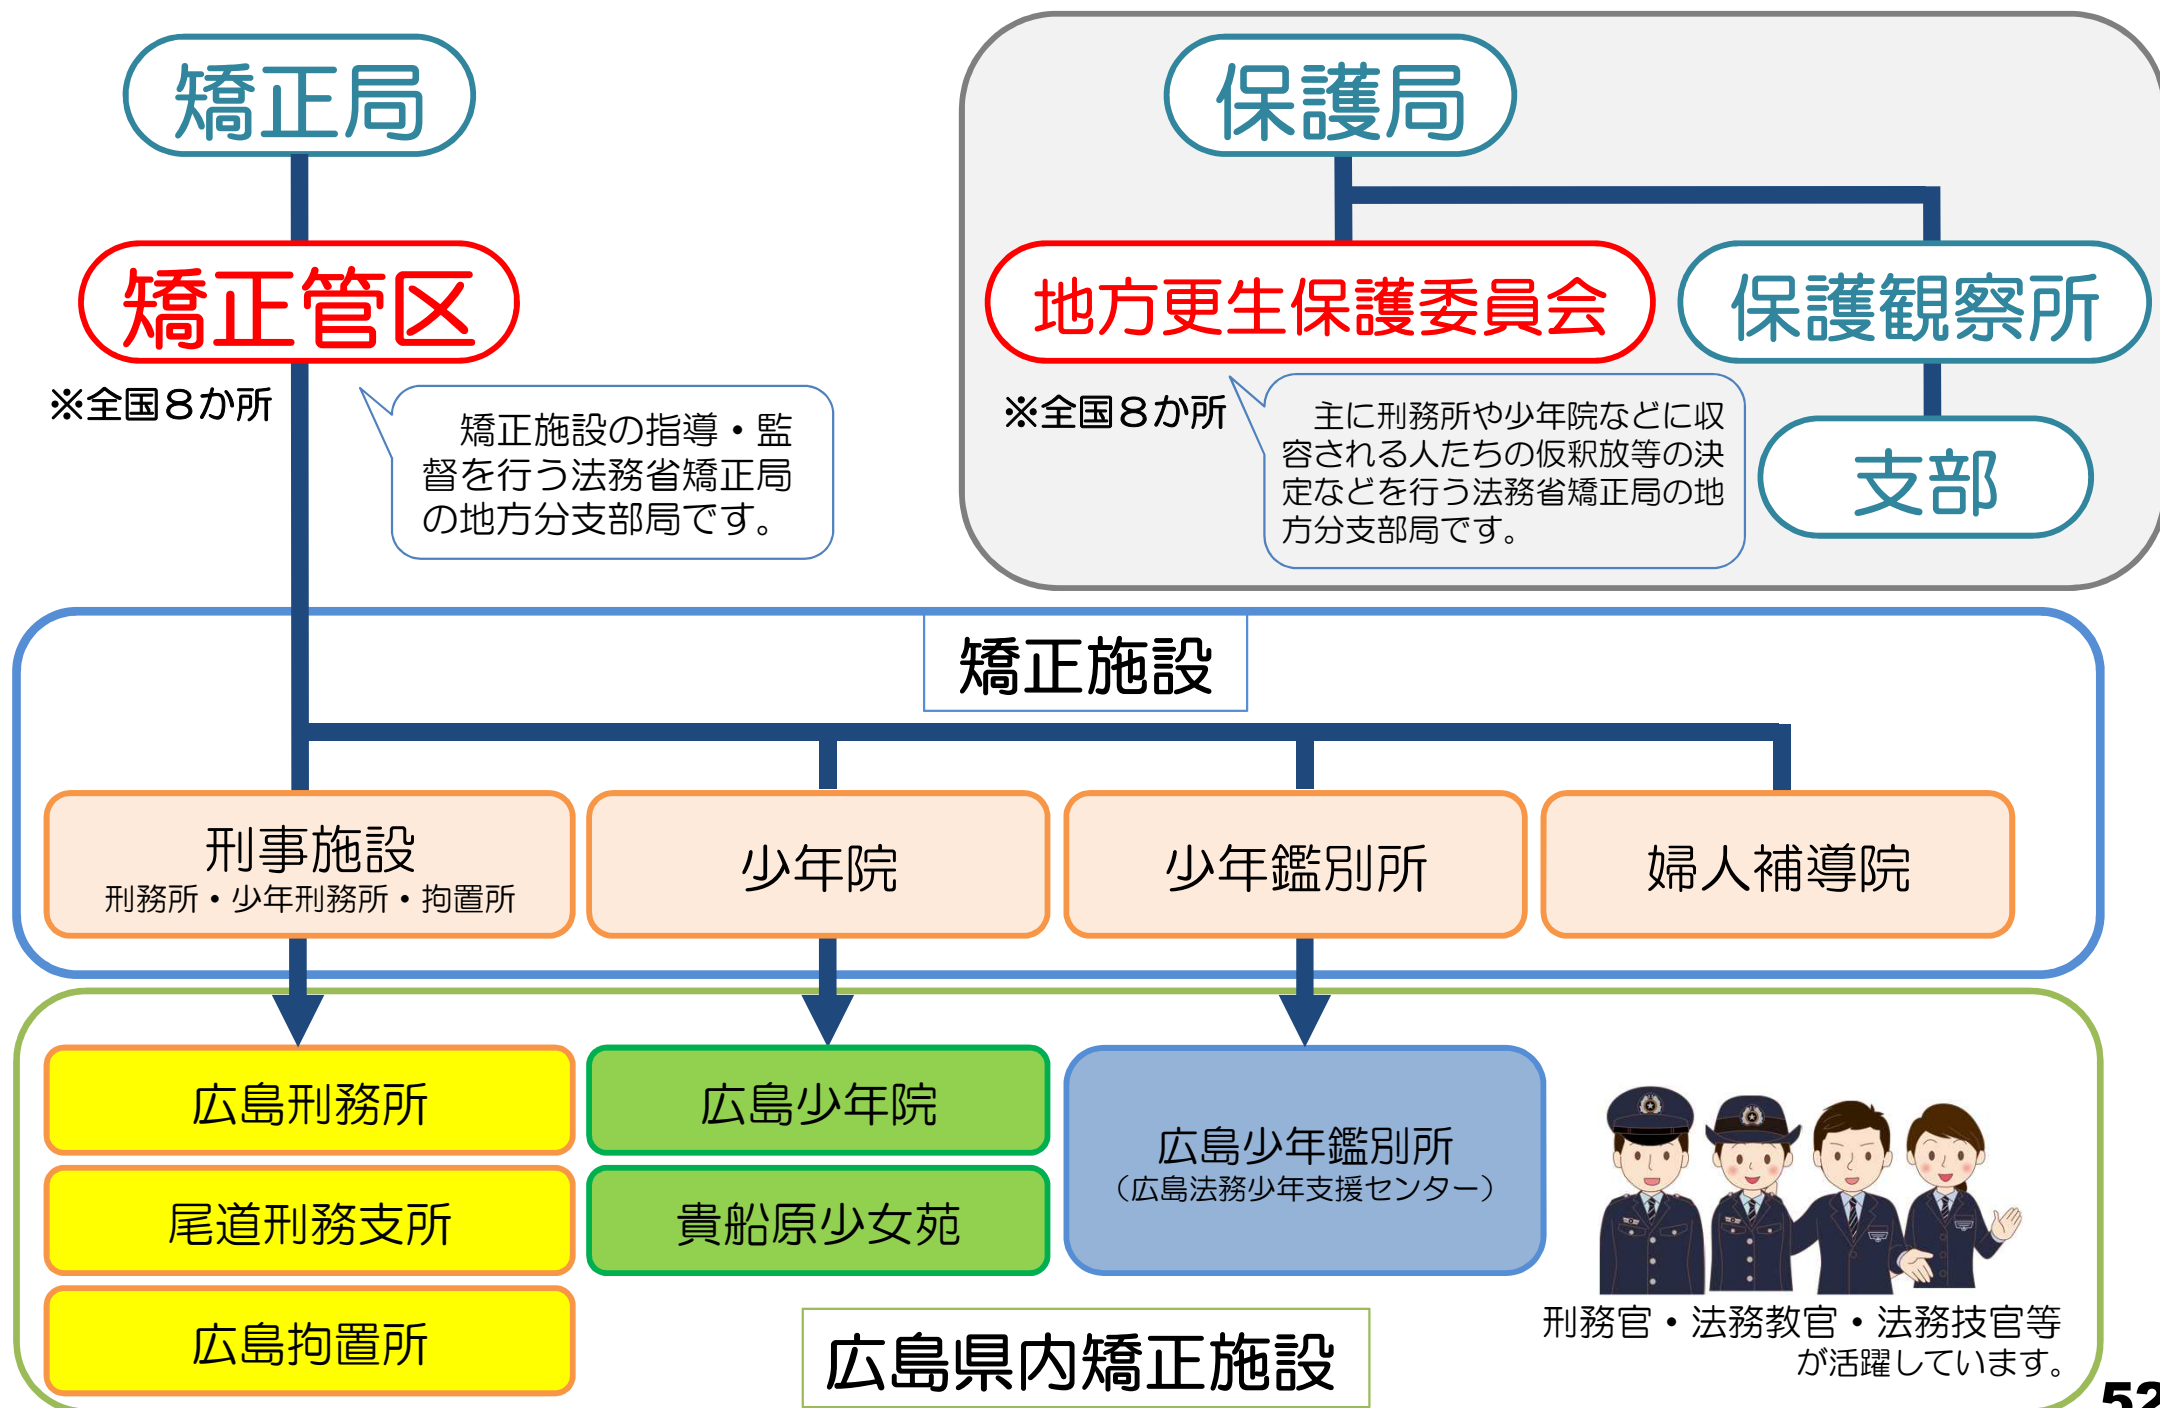 矯正局
保護局
矯正管区
地方更生保護委員会
保護観察所
※全国８か所
矯正施設の指導・監
督を行う法務省矯正局
の地方分支部局です。
※全国８か所
主に刑務所や少年院などに収
容される人たちの仮釈放等の決
定などを行う法務省矯正局の地
方分支部局です。
支部
矯正施設
刑事施設
刑務所・少年刑務所・拘置所
少年院
少年鑑別所
婦人補導院
広島刑務所
尾道刑務支所
広島拘置所
広島少年院
貴船原少女苑
広島少年鑑別所
（広島法務少年支援センター）
刑務官・法務教官・法務技官等
が活躍しています。
広島県内矯正施設
52